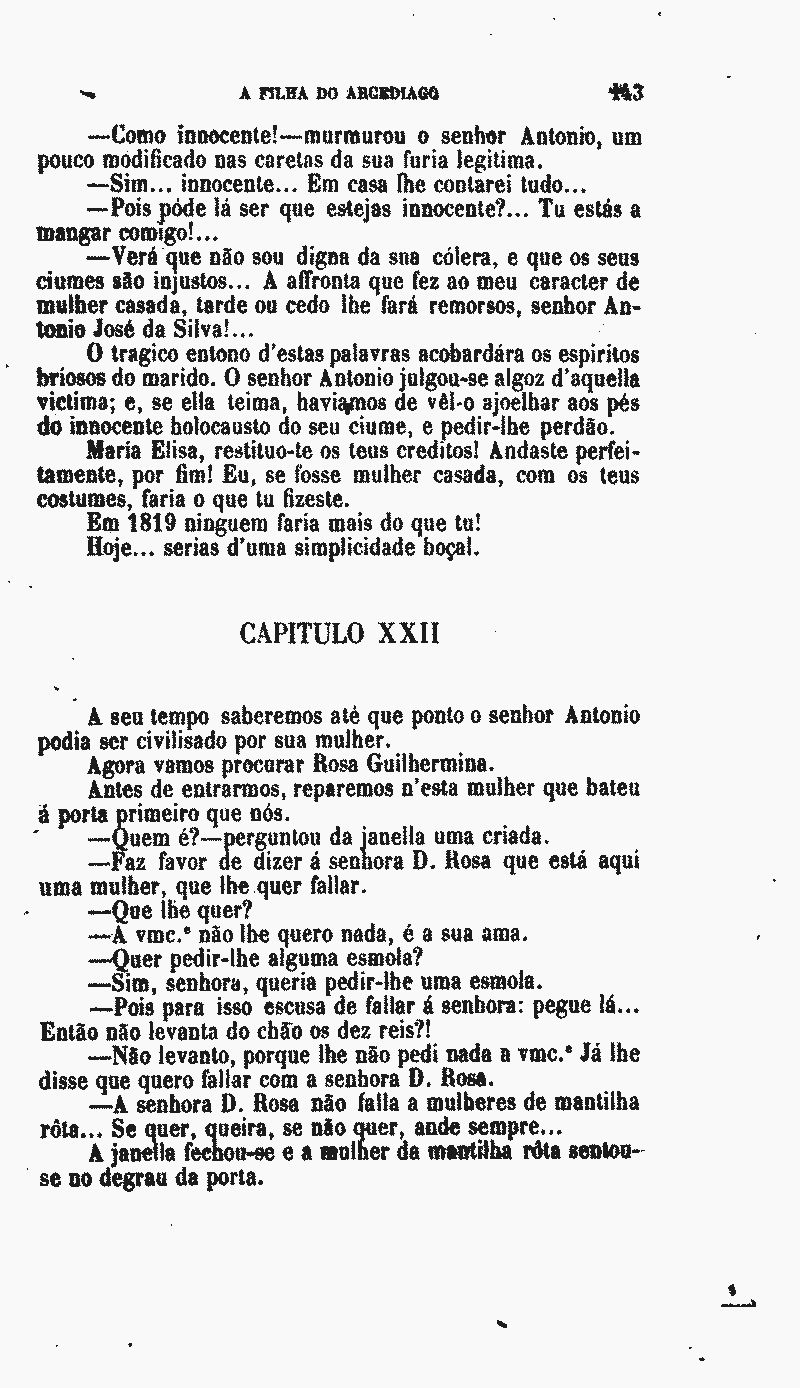 A FILHA DO ARCEDIAGO 143
—Como innocente!—murmurou o senhor Antonio, um
pouco modificado nas caretas da sua furia legitima.
—Sim... innocente... Em casa lhe contarei tudo...
—Pois póde lá ser que estejas innocente?... Tu estás a
mangar comigo!...
—Verá que não sou digna da sna cólera, e que os seus
ciumes são injustos... A affronta que fez ao meu caracter de
mulher casada, tarde ou cedo lhe fará remorsos, senhor An-
tonio José da Silva!...
O tragico entono d'estas palavras acobardára os espiritos
briosos do marido. O senhor Antonio julgou-se algoz d'aquella
victima; e, se ella teima, haviamos de vêl-o ajoelhar aos pés
do innocente holocausto do seu ciume, e pedir-lhe perdão.
Maria Elisa, restituo-te os teus creditos! Andaste perfei-
tamente, por fim! Eu, se fosse mulher casada, com os teus
costumes, faria o que tu fizeste.
Em 1819 ninguem faria mais do que tu!
Hoje... serias d'uma simplicidade boçal.
CAPITULO XXII
A seu tempo saberemos até que ponto o senhor Antonio
podia ser civilisado por sua mulher.
Agora vamos procurar Rosa Guilhermina.
Antes de entrarmos, reparemos n'esta mulher que bateu
á porta primeiro que nós.
—Quem é?—perguntou da janella uma criada.
—Faz favor de dizer á senhora D. Rosa que está aqui
uma mulher, que lhe quer fallar.
—Que lhe quer?
—A vmc.ê não lhe quero nada, é a sua ama.
—Quer pedir-lhe alguma esmola?
—Sim, senhora, queria pedir-lhe uma esmola.
—Pois para isso escusa de fallar á senhora: pegue lá...
Então não levanta do chão os dez reis?!
—Não levanto, porque lhe não pedi nada a vmc.ê Já lhe
disse que quero fallar com a senhora D. Rosa.
—A senhora D. Rosa não falla a mulheres de mantilha
rôta... Se quer, queira, se não quer, ande sempre...
A janella fechou-se e a mulher da mantilha rôta sentou-
se no degrau da porta.